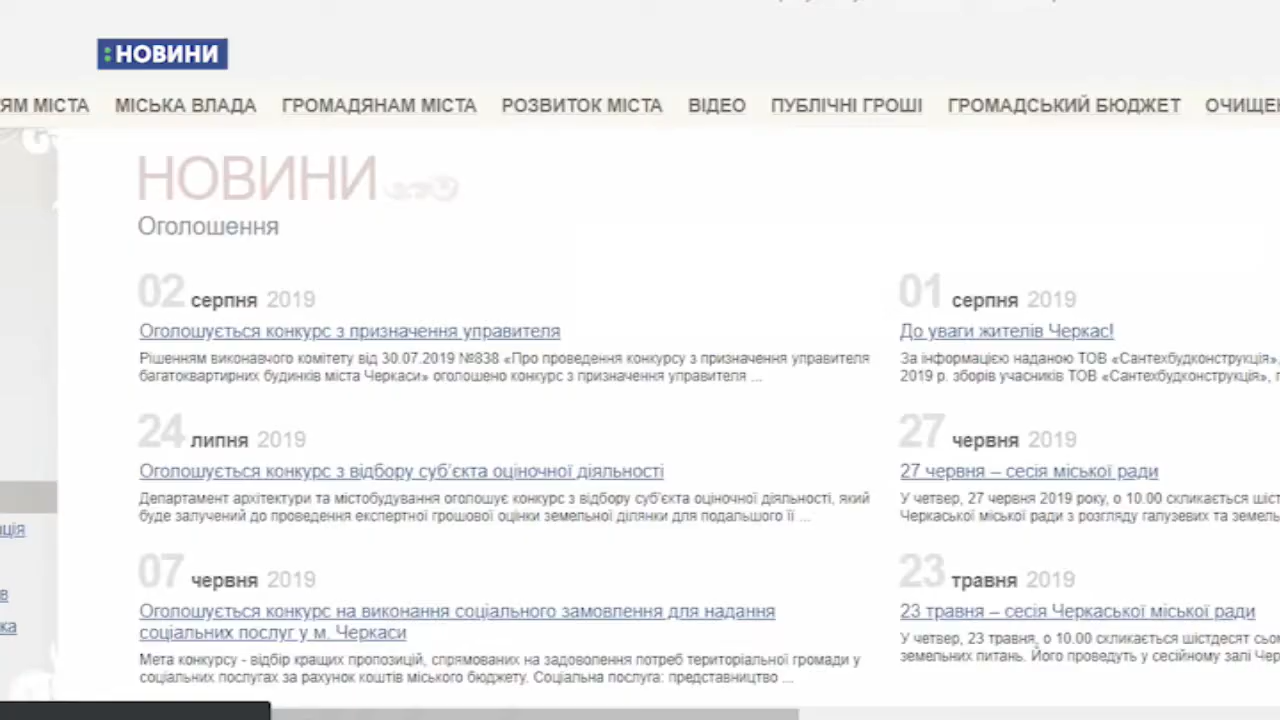 :НОВИНИ
ЯМ МІСТА МІСЬКА ВЛАДА ГРОМАДЯНАМ МІСТА РОЗВИТОК МІСТА ВІДЕО ПУБЛІЧНІ ГРОШІ ГРОМАДСЬКИЙ БЮДЖЕТ ОЧИЩЕН
НОВИНИ
Оголошення
02 серпня 2019
Оголошується конкурс з призначення управителя
Рішенням виконавчого комітету від 30.07.2019 №838 «Про проведення конкурсу з призначення управителя
багатоквартирних будинків міста Черкаси» оголошено конкурс з призначення управителя ...
24 липня 2019
Оголошується конкурс з відбору суб'єкта оціночної діяльності
Департамент архітектури та містобудування оголошує конкурс з відбору суб'єкта оціночної діяльності, який
буде залучений до проведення експертної грошової оцінки земельної ділянки для подальшого її ...
07 червня 2019
Оголошується конкурс на виконання соціального замовлення для надання
соціальних послуг у м. Черкаси
Мета конкурсу - відбір кращих пропозицій, спрямованих на задоволення потреб територіальної громади у
соціальних послугах за рахунок коштів міського бюджету. Соціальна послуга: представництво ...
01 серпня 2019
До уваги жителів Черкас!
За інформацією наданою ТОВ «Сантехбудконструкція»,
2019 р. зборів учасників ТОВ «Сантехбудконструкція», г
27 червня 2019
27 червня – сесія міської ради
У четвер, 27 червня 2019 року, о 10.00 скликається шіст
Черкаської міської ради з розгляду галузевих та земель
23 травня 2019
23 травня – сесія Черкаської міської ради
У четвер, 23 травня, о 10.00 скликається шістдесят сьом
земельних питань. Його проведуть у сесійному залі Чер
ція
в
ка